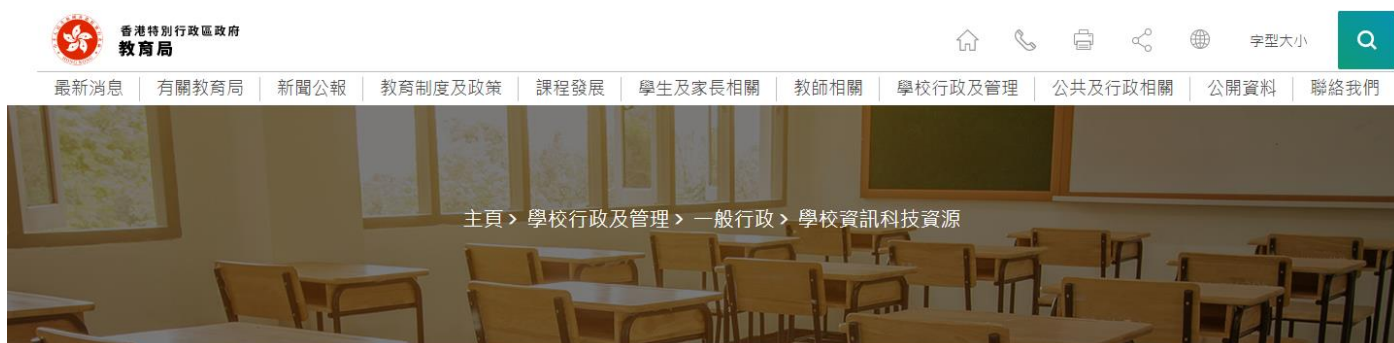 香港特別行政區政府
教育局
字型大小
最新消息 有關教育局 新聞公報 教育制度及政策 課程發展 學生及家長相關 教師相關 學校行政及管理 公共及行政相關 公開資料 聯絡我們
主頁 > 學校行政及管理 > 一般行政 > 學校資訊科技資源